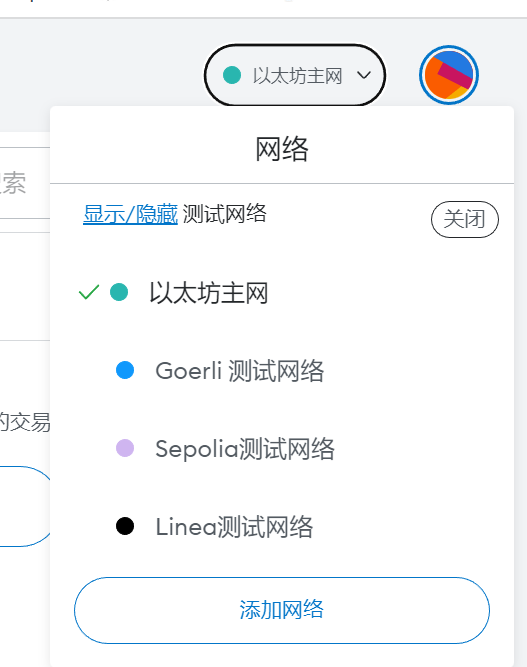 以太坊主网
网络
搜索
显示/隐藏 测试网络
关闭
以太坊主网
Goerli 测试网络
Sepolia测试网络
的交易
Linea测试网络
添加网络